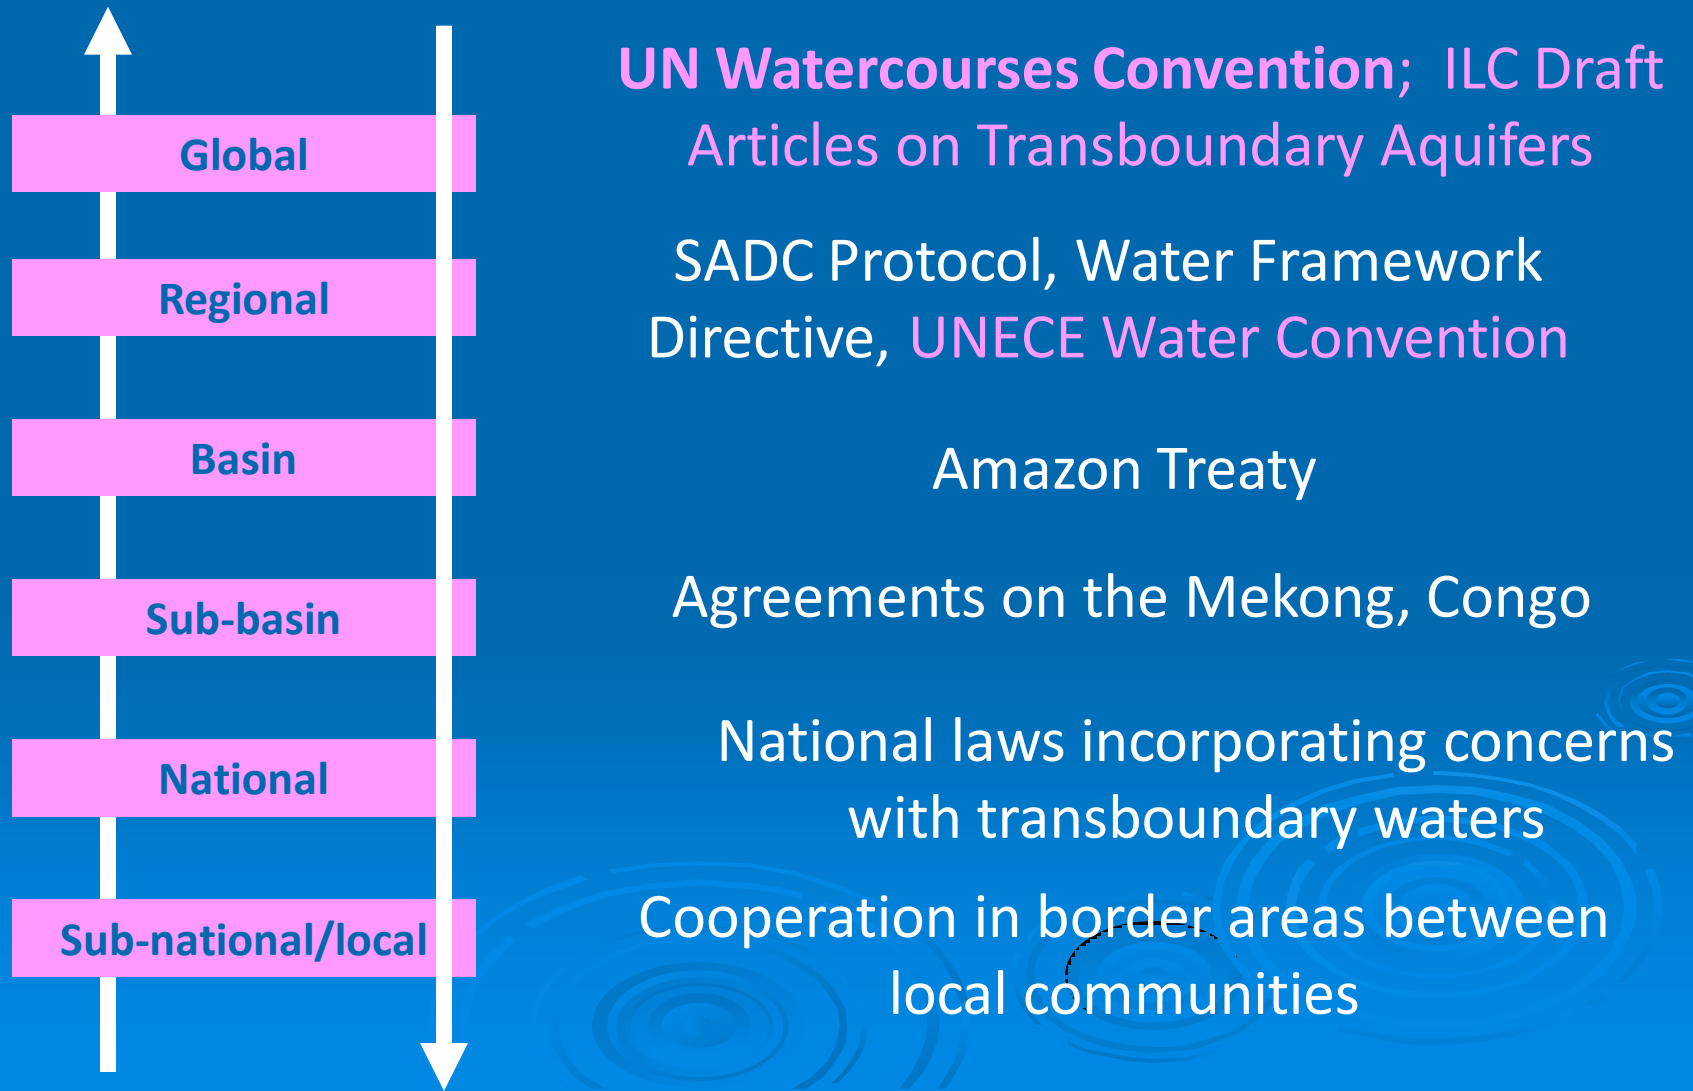 UN Watercourses Convention; ILC Draft
Articles on Transboundary Aquifers
Global
SADC Protocol, Water Framework
Directive, UNECE Water Convention
Regional
Basin
Amazon Treaty
Sub-basin
Agreements on the Mekong, Congo
National
National laws incorporating concerns
with transboundary waters
Sub-national/local
Cooperation in border areas between
local communities